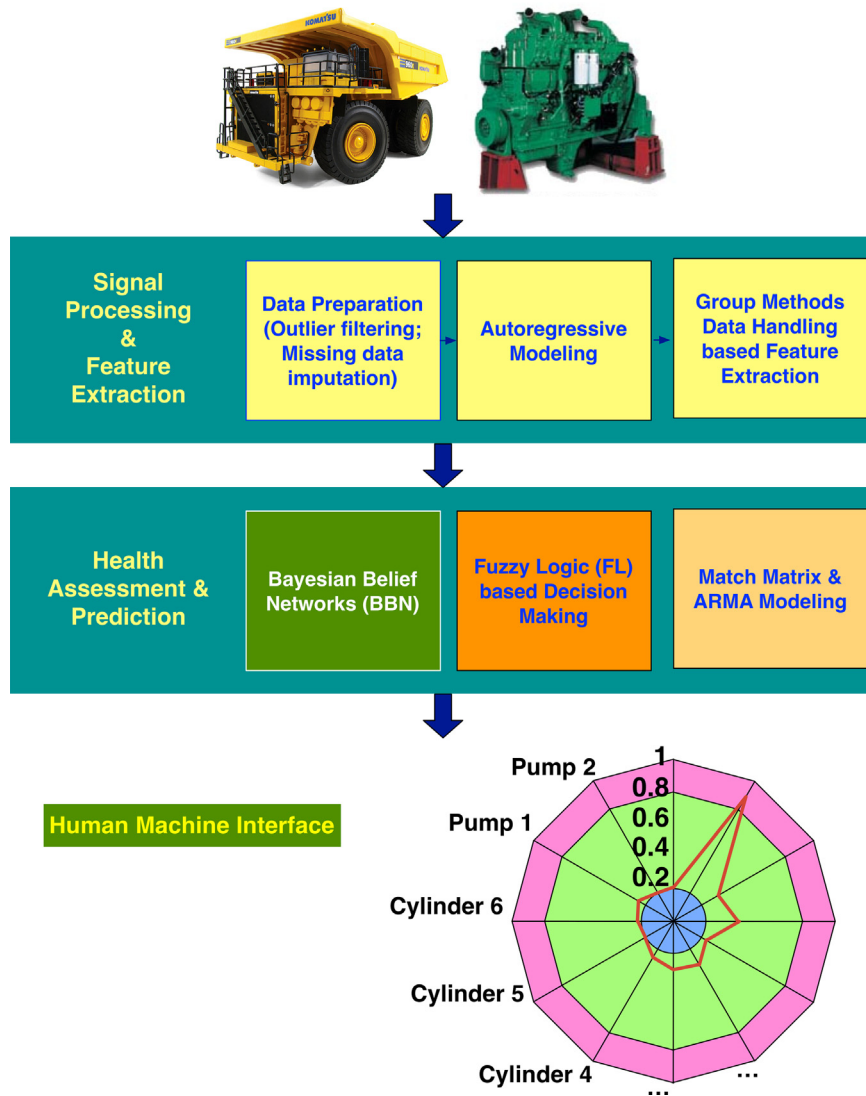 KOMATSU
Signal
Processing
&
Feature
Extraction
Data Preparation
(Outlier filtering;
Missing data
imputation)
Autoregressive
Modeling
Group Methods
Data Handling
based Feature
Extraction
Health
Assessment &
Prediction
Bayesian Belief
Networks (BBN)
Fuzzy Logic (FL)
based Decision
Making
Match Matrix &
ARMA Modeling
Human Machine Interface
1
0.8
0.6
0.4
0.2
Pump 2
Pump 1
Cylinder 6
Cylinder 5
Cylinder 4
...
...